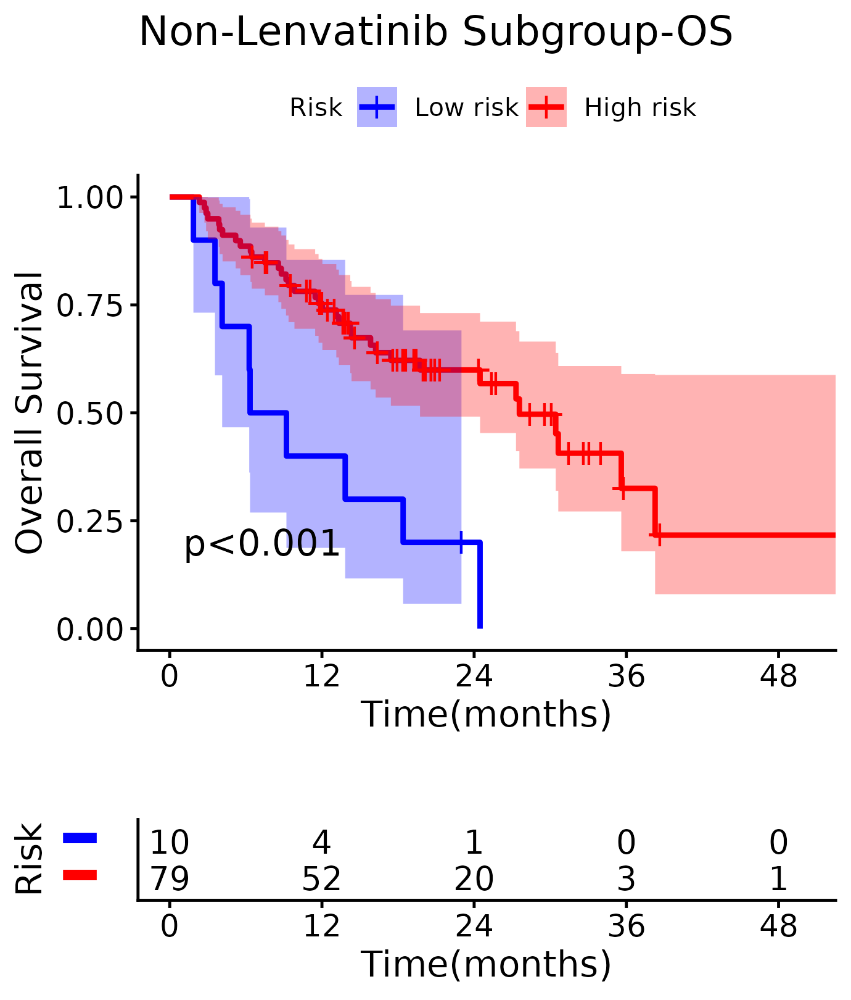 Non-Lenvatinib Subgroup-OS
Risk Low risk High risk
Overall Survival
1.00
0.75
0.50
0.25
0.00
p<0.001
0 12 24 36 48
Time(months)
Risk
10 4 1 0 0
79 52 20 3 1
0 12 24 36 48
Time(months)